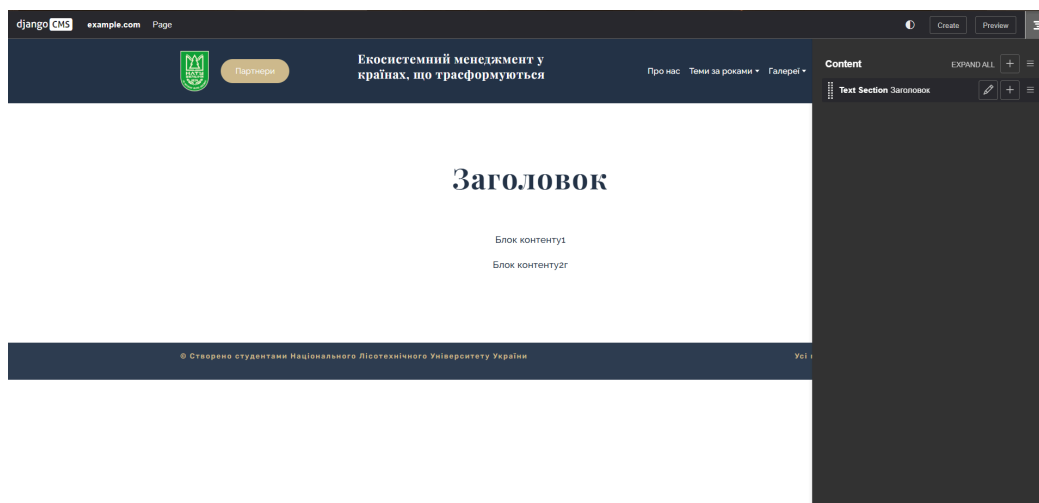 django CMS example.com Page Create Preview
Партнери
Екосистемний менеджмент у
країнах, що трасформуються
Про нас Теми за роками Галереї
Content EXPAND ALL
Text Section Заголовок
Заголовок
Блок контенту1
Блок контенту2г
© Створено студентами Національного Лісотехнічного Університету України
Усі